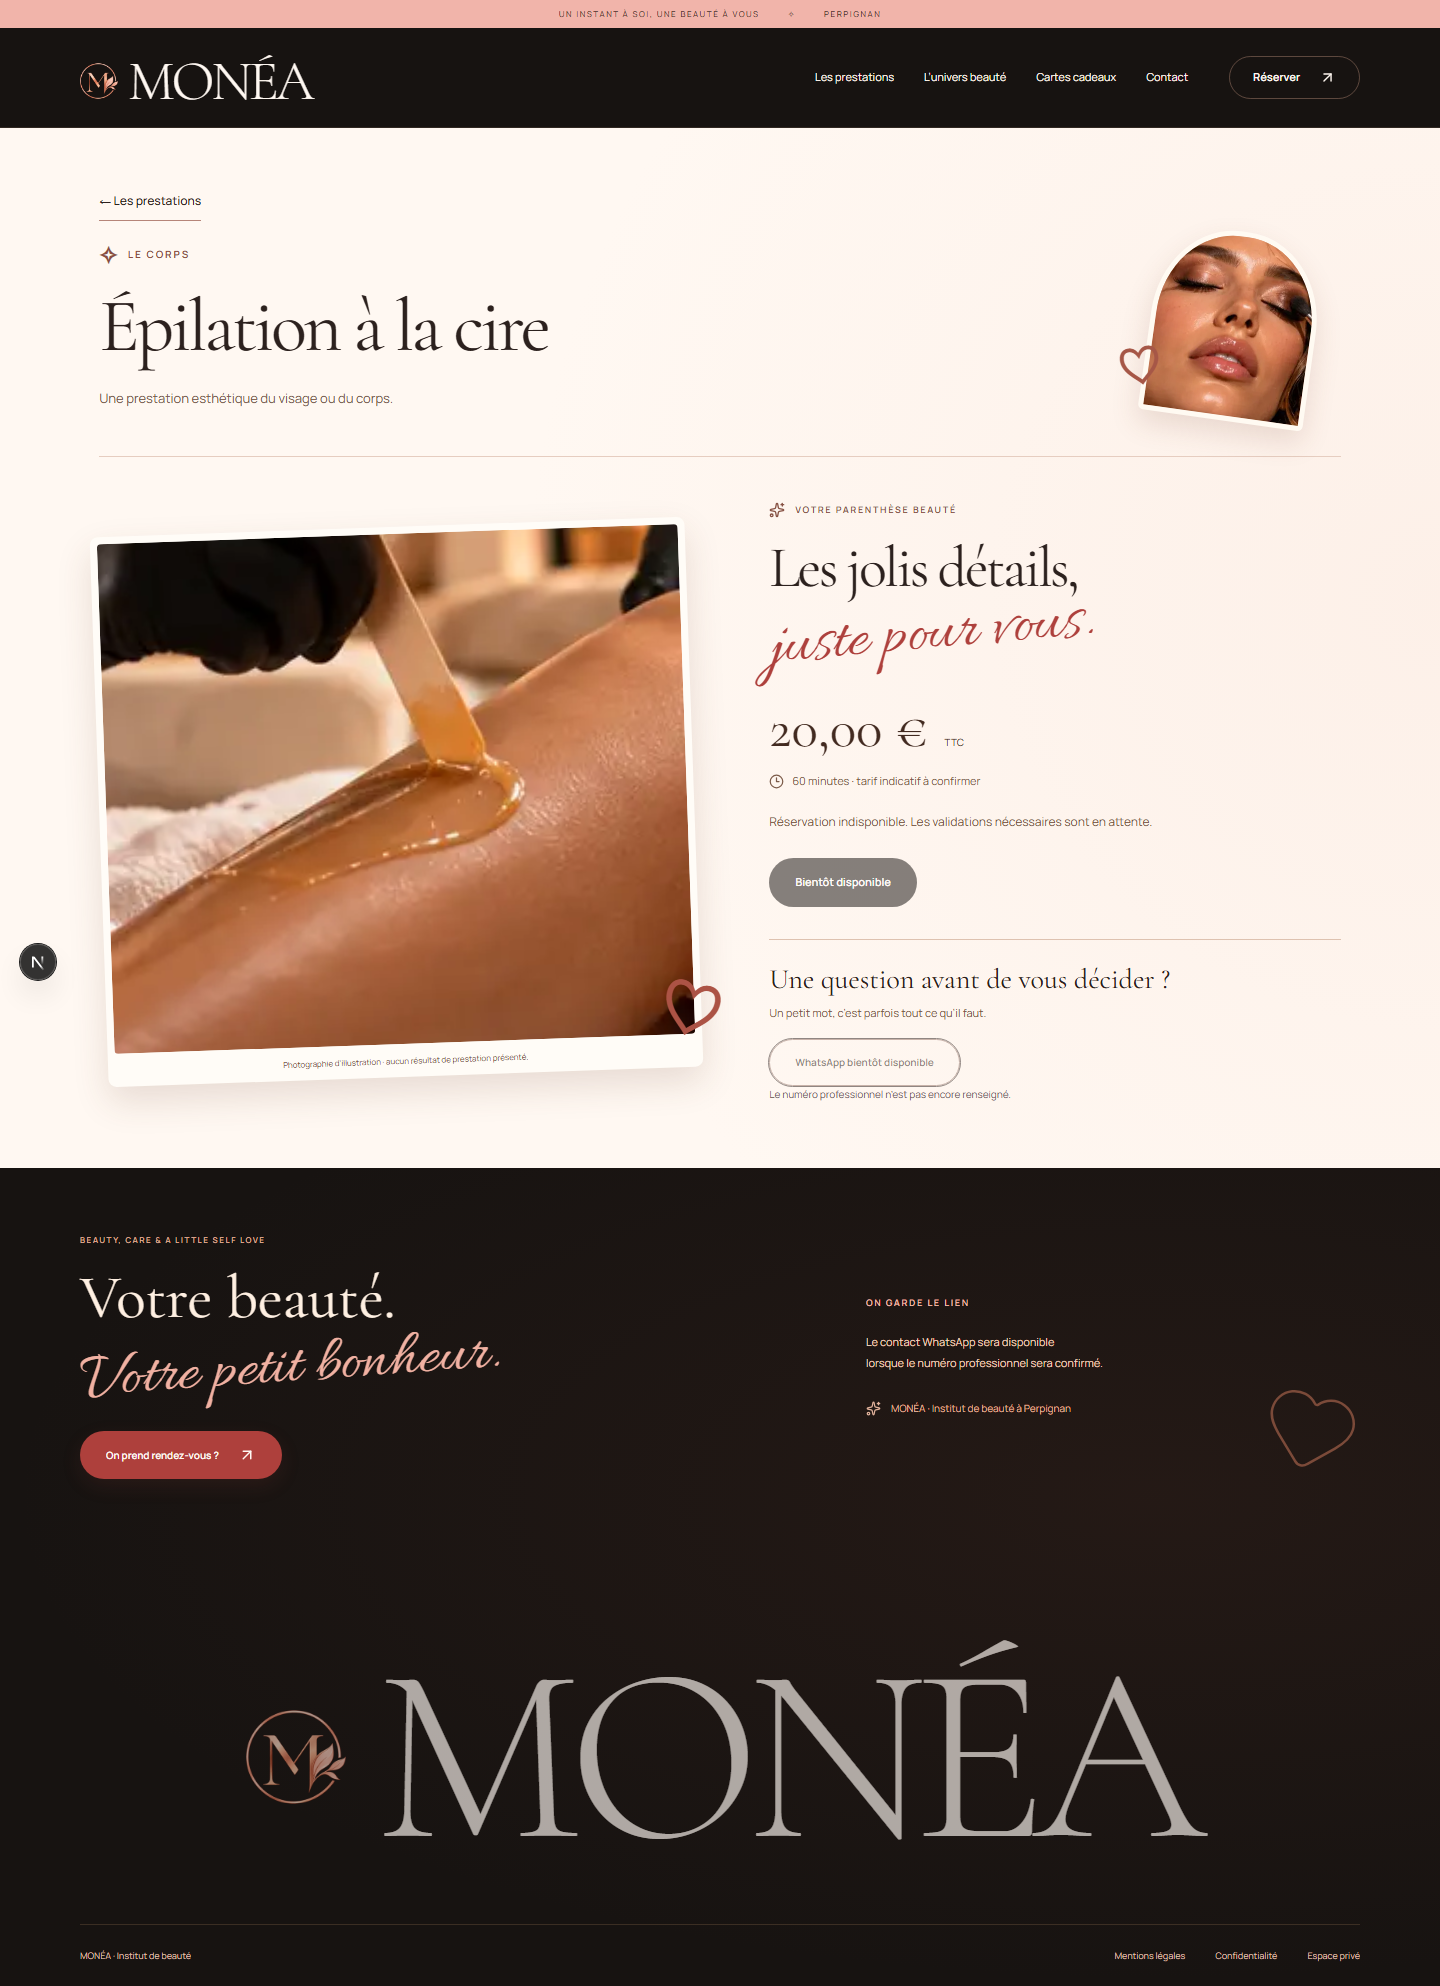 UN INSTANT À SOI, UNE BEAUTÉ À VOUS ✧ PERPIGNAN
M MONÉA
Les prestations L'univers beauté Cartes cadeaux Contact Réserver
← Les prestations
LE CORPS
Épilation à la cire
Une prestation esthétique du visage ou du corps.
VOTRE PARENTHÈSE BEAUTÉ
Les jolis détails,
juste pour vous.
20,00 € TTC
60 minutes · tarif indicatif à confirmer
Réservation indisponible. Les validations nécessaires sont en attente.
Bientôt disponible
N
Une question avant de vous décider ?
Un petit mot, c'est parfois tout ce qu'il faut.
WhatsApp bientôt disponible
Le numéro professionnel n'est pas encore renseigné.
Photographie d'illustration · aucun résultat de prestation présenté.
BEAUTY, CARE & A LITTLE SELF LOVE
Votre beauté.
Votre petit bonheur.
On prend rendez-vous ?
ON GARDE LE LIEN
Le contact WhatsApp sera disponible
lorsque le numéro professionnel sera confirmé.
MONÉA · Institut de beauté à Perpignan
M MONÉA
MONÉA · Institut de beauté
Mentions légales Confidentialité Espace privé